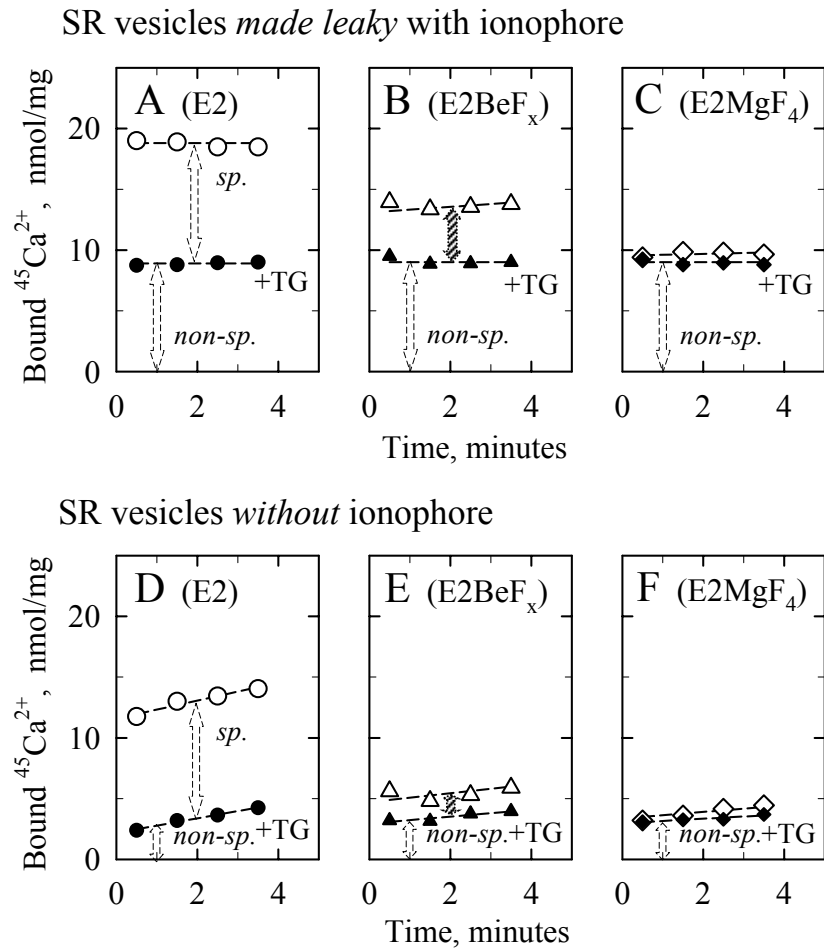 SR vesicles made leaky with ionophore
A (E2)
B (E2BeFₓ)
C (E2MgF₄)
Bound ⁴⁵Ca²⁺, nmol/mg
20
10
0
sp.
+TG
+TG
+TG
non-sp.
non-sp.
non-sp.
0 2 4
0 2 4
0 2 4
Time, minutes
SR vesicles without ionophore
D (E2)
E (E2BeFₓ)
F (E2MgF₄)
Bound ⁴⁵Ca²⁺, nmol/mg
20
10
0
sp.
non-sp.+TG
non-sp.+TG
non-sp.+TG
0 2 4
0 2 4
0 2 4
Time, minutes